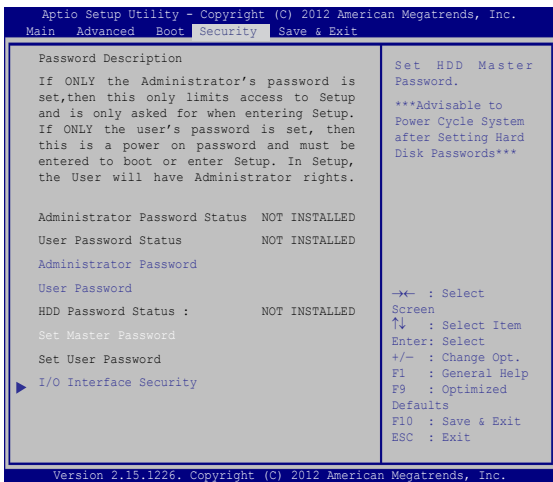 Aptio Setup Utility - Copyright (C) 2012 American Megatrends, Inc.
Main Advanced Boot Security Save & Exit
Password Description
If ONLY the Administrator's password is
set,then this only limits access to Setup
and is only asked for when entering Setup.
If ONLY the user's password is set, then
this is a power on password and must be
entered to boot or enter Setup. In Setup,
the User will have Administrator rights.
Administrator Password Status NOT INSTALLED
User Password Status NOT INSTALLED
Administrator Password
User Password
HDD Password Status : NOT INSTALLED
Set Master Password
Set User Password
I/O Interface Security
Set HDD Master
Password.
***Advisable to
Power Cycle System
after Setting Hard
Disk Passwords***
→← : Select
Screen
↑↓ : Select Item
Enter: Select
+/— : Change Opt.
F1 : General Help
F9 : Optimized
Defaults
F10 : Save & Exit
ESC : Exit
Version 2.15.1226. Copyright (C) 2012 American Megatrends, Inc.